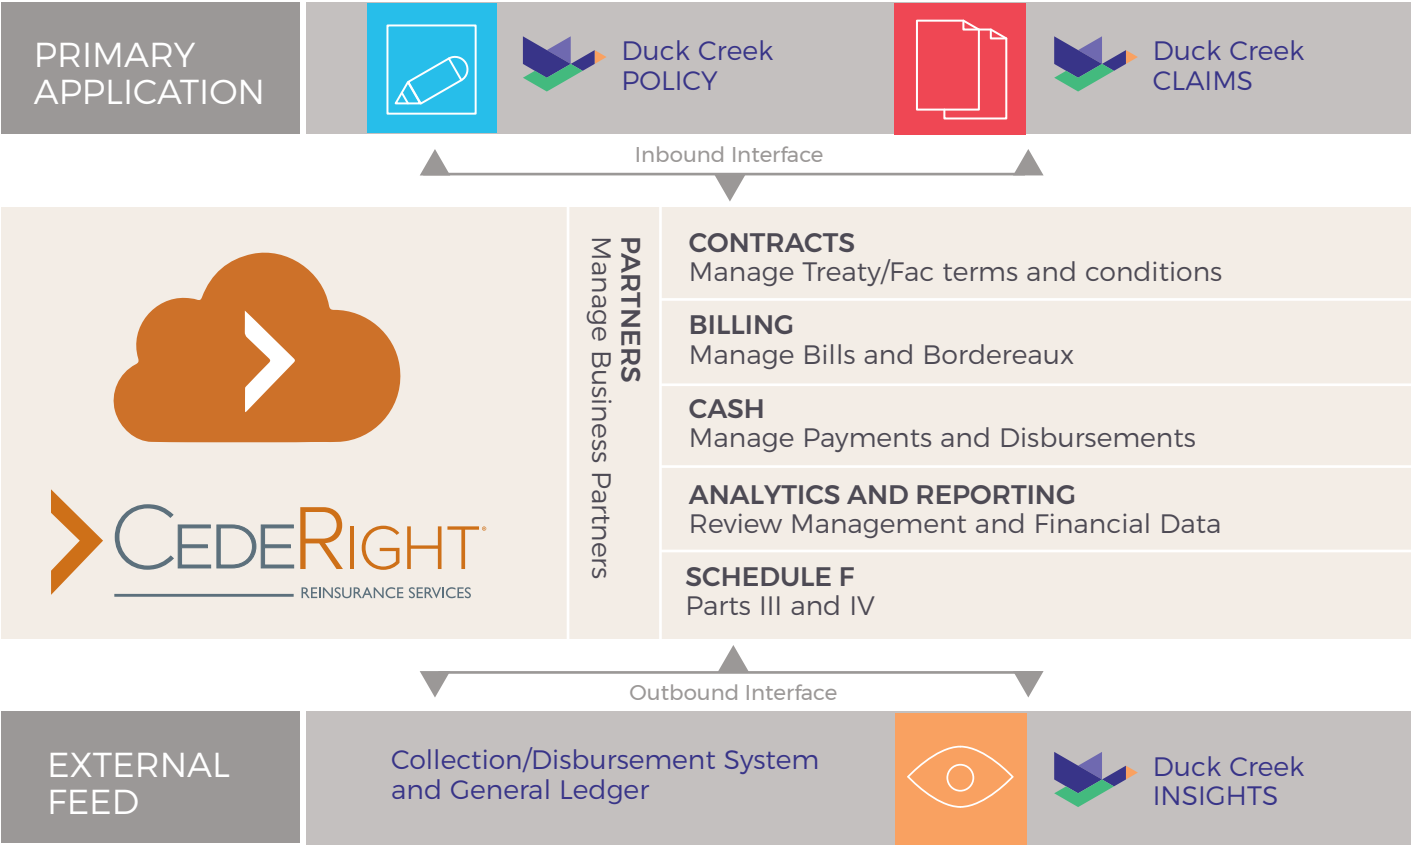 PRIMARY
APPLICATION
Duck Creek
POLICY
Duck Creek
CLAIMS
Inbound Interface
CEDERIGHT
REINSURANCE SERVICES
PARTNERS
Manage Business Partners
CONTRACTS
Manage Treaty/Fac terms and conditions
BILLING
Manage Bills and Bordereaux
CASH
Manage Payments and Disbursements
ANALYTICS AND REPORTING
Review Management and Financial Data
SCHEDULE F
Parts III and IV
Outbound Interface
EXTERNAL
FEED
Collection/Disbursement System
and General Ledger
Duck Creek
INSIGHTS